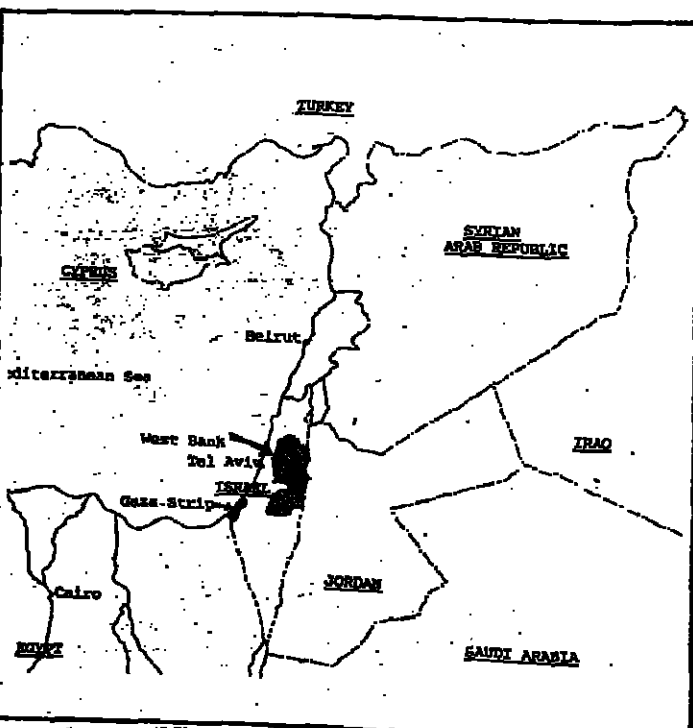 TURKEY
SYRIAN
ARAB REPUBLIC
CYPRUS
Beirut
diterranean Sea
West Bank
IRAQ
Tel Aviv
ISRAEL
Gaza-Strip
JORDAN
Cairo
EGYPT
SAUDI ARABIA